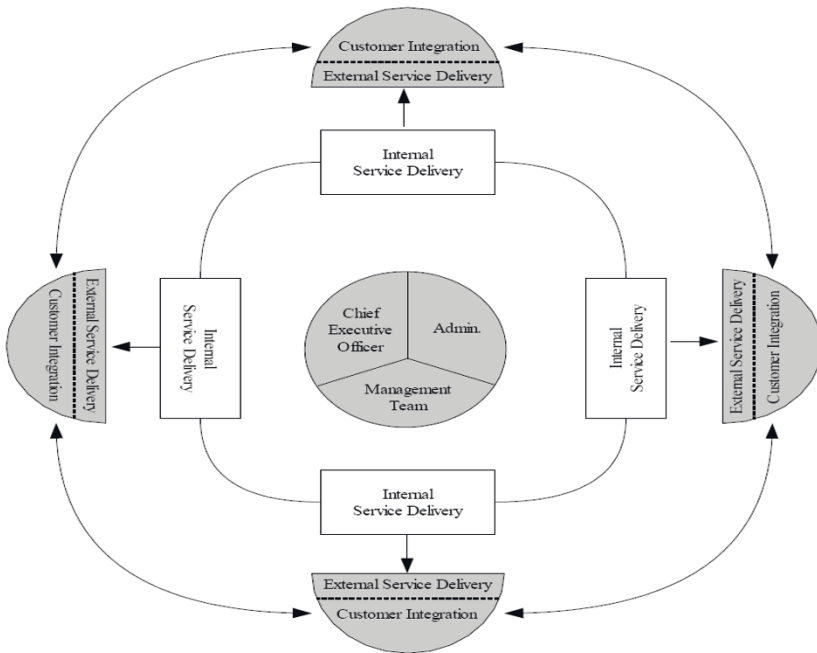 Customer Integration
External Service Delivery
Internal
Service Delivery
External Service Delivery
Customer Integration
Internal
Service Delivery
Chief
Executive
Officer
Admin.
Management
Team
Internal
Service Delivery
External Service Delivery
Customer Integration
Internal
Service Delivery
External Service Delivery
Customer Integration